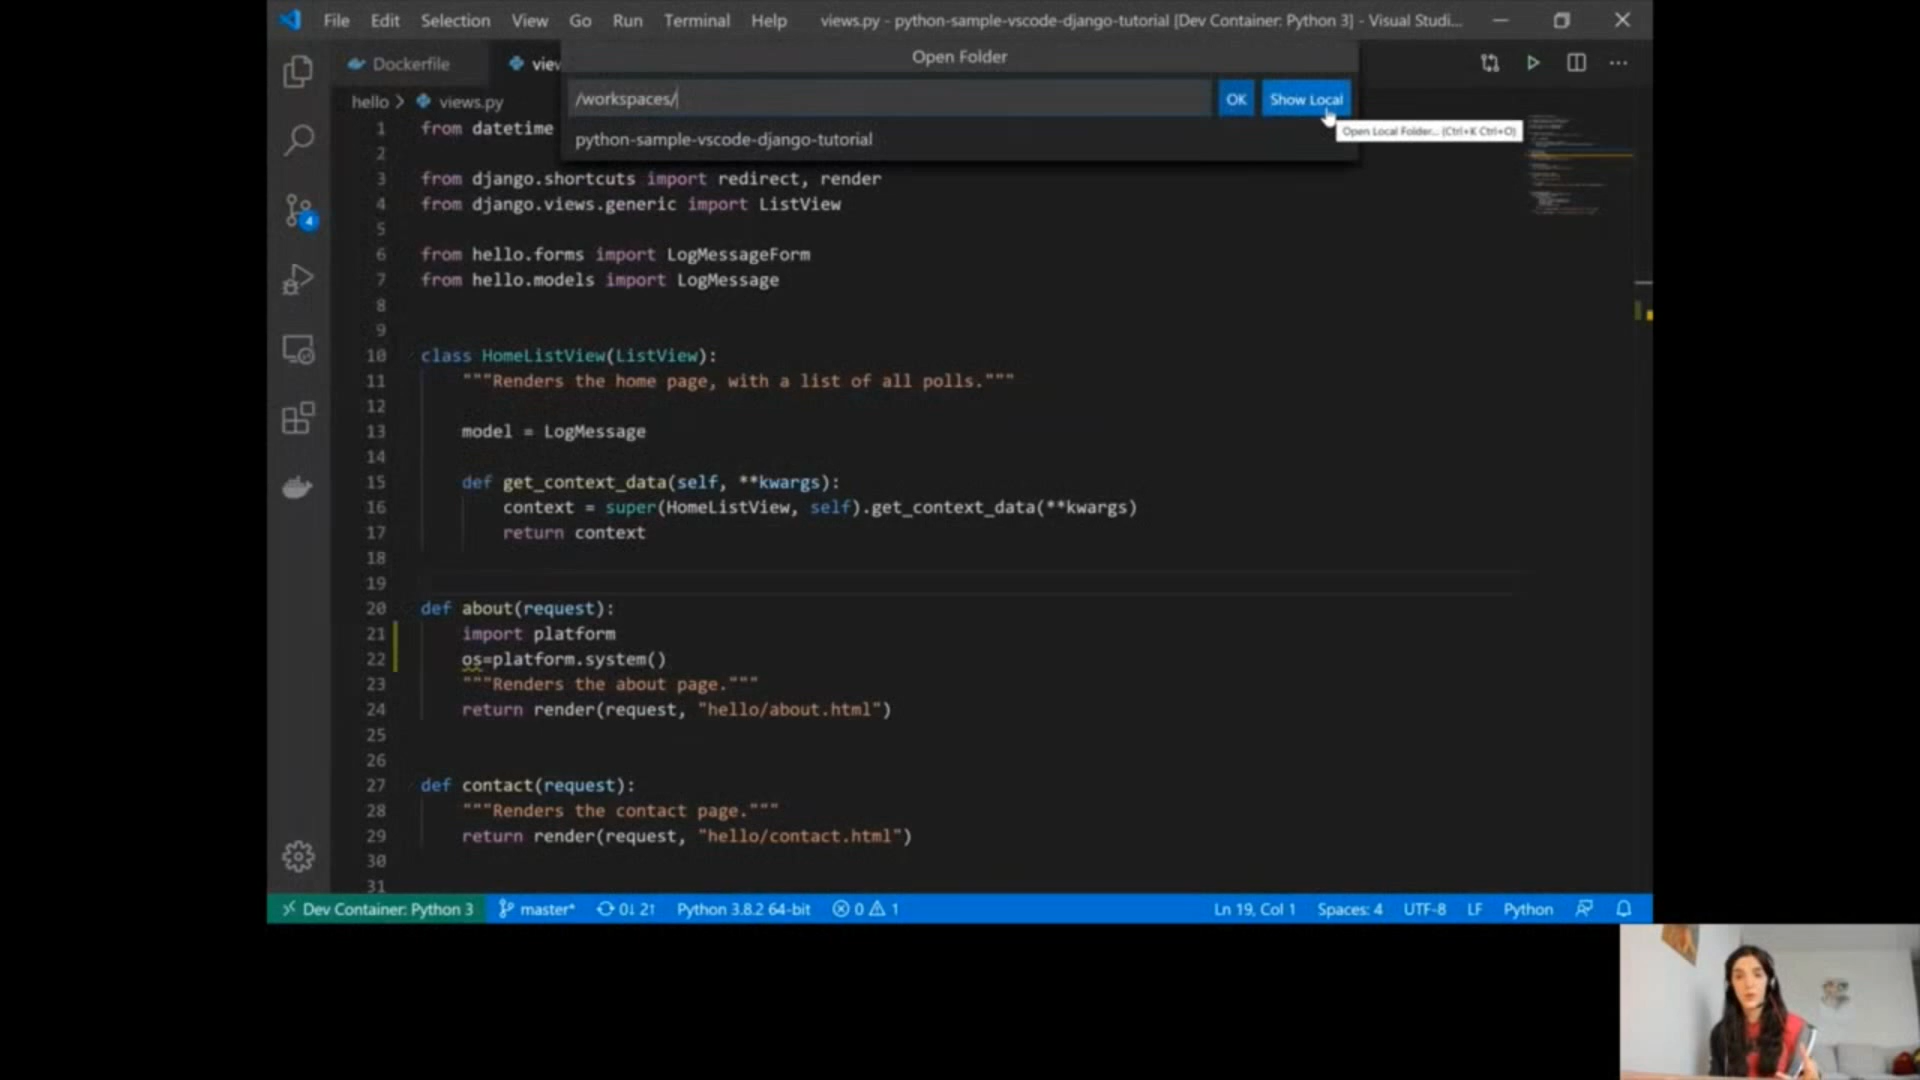 File Edit Selection View Go Run Terminal Help views.py - python-sample-vscode-django-tutorial [Dev Container: Python 3] - Visual Studi...
Open Folder
Dockerfile
/workspaces/ OK Show Local
Open Local Folder... (Ctrl+K Ctrl+O)
python-sample-vscode-django-tutorial
hello > views.py
1 from datetime
2
3 from django.shortcuts import redirect, render
4 from django.views.generic import ListView
5
6 from hello.forms import LogMessageForm
7 from hello.models import LogMessage
8
9
10 class HomeListView(ListView):
11 """Renders the home page, with a list of all polls."""
12
13 model = LogMessage
14
15 def get_context_data(self, **kwargs):
16 context = super(HomeListView, self).get_context_data(**kwargs)
17 return context
18
19
20 def about(request):
21 import platform
22 os=platform.system()
23 """Renders the about page."""
24 return render(request, "hello/about.html")
25
26
27 def contact(request):
28 """Renders the contact page."""
29 return render(request, "hello/contact.html")
30
31
4
Dev Container: Python 3 master* 0↓ 2↑ Python 3.8.2 64-bit 0 1 Ln 19, Col 1 Spaces: 4 UTF-8 LF Python